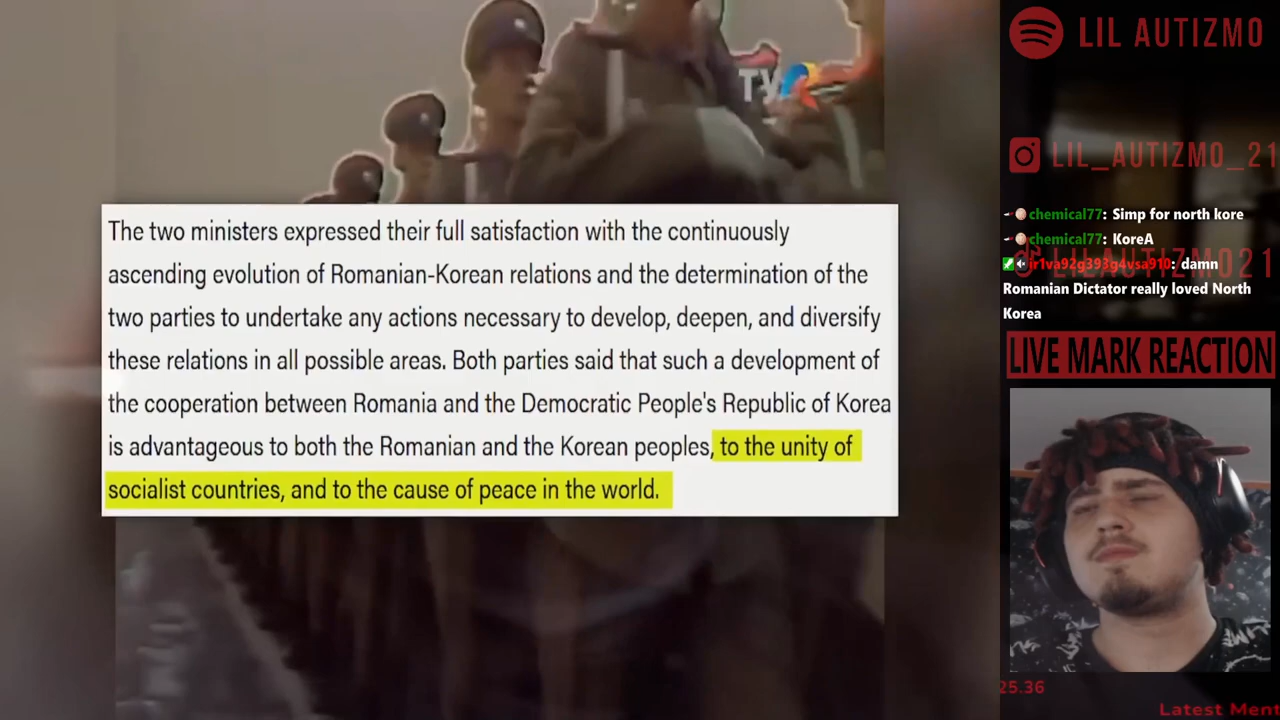 The two ministers expressed their full satisfaction with the continuously
ascending evolution of Romanian-Korean relations and the determination of the
two parties to undertake any actions necessary to develop, deepen, and diversify
these relations in all possible areas. Both parties said that such a development of
the cooperation between Romania and the Democratic People's Republic of Korea
is advantageous to both the Romanian and the Korean peoples, to the unity of
socialist countries, and to the cause of peace in the world.
LIL AUTIZMO
LIL_AUTIZMO_21
chemical77: Simp for north kore
chemical77: KoreA
ir1va92g393g4vsa910: damn
Romanian Dictator really loved North
Korea
LIVE MARK REACTION
25.36
Latest Ment